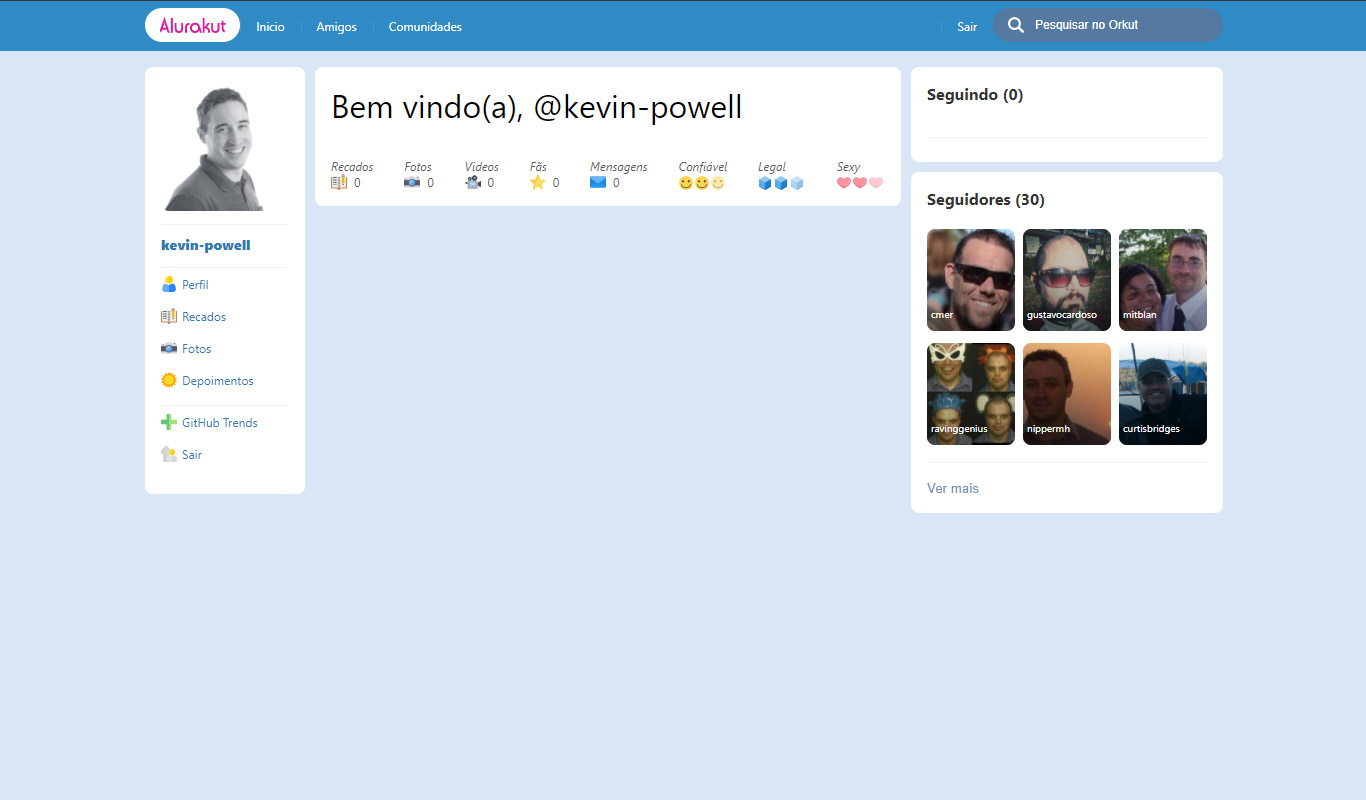 Alurakut
Inicio
Amigos
Comunidades
Sair
Pesquisar no Orkut
kevin-powell
Perfil
Recados
Fotos
Depoimentos
GitHub Trends
Sair
Bem vindo(a), @kevin-powell
Recados Fotos Videos Fãs Mensagens Confiável Legal Sexy
0 0 0 0 0
Seguindo (0)
Seguidores (30)
cmer gustavocardoso mitblan
ravinggenius nippermh curtisbridges
Ver mais